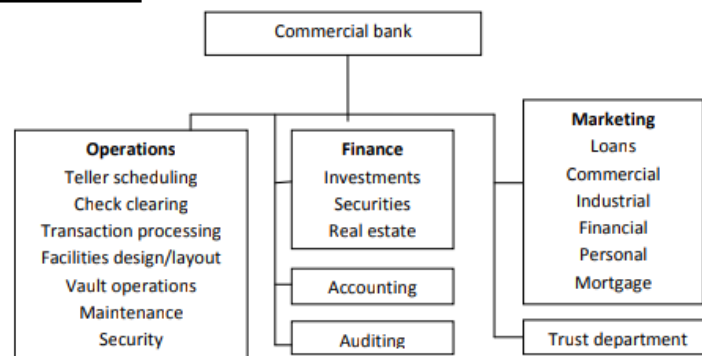 Commercial bank
Operations
Teller scheduling
Check clearing
Transaction processing
Facilities design/layout
Vault operations
Maintenance
Security
Finance
Investments
Securities
Real estate
Accounting
Auditing
Marketing
Loans
Commercial
Industrial
Financial
Personal
Mortgage
Trust department